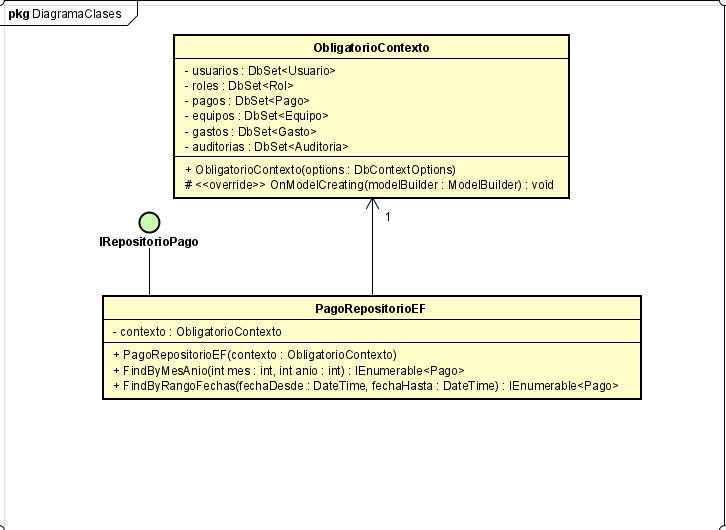 pkg DiagramaClases
ObligatorioContexto
- usuarios : DbSet<Usuario>
- roles : DbSet<Rol>
- pagos : DbSet<Pago>
- equipos : DbSet<Equipo>
- gastos : DbSet<Gasto>
- auditorias : DbSet<Auditoria>
+ ObligatorioContexto(options : DbContextOptions)
# <<override>> OnModelCreating(modelBuilder : ModelBuilder) : void
1
IRepositorioPago
PagoRepositorioEF
- contexto : ObligatorioContexto
+ PagoRepositorioEF(contexto : ObligatorioContexto)
+ FindByMesAnio(int mes : int, int anio : int) : IEnumerable<Pago>
+ FindByRangoFechas(fechaDesde : DateTime, fechaHasta : DateTime) : IEnumerable<Pago>